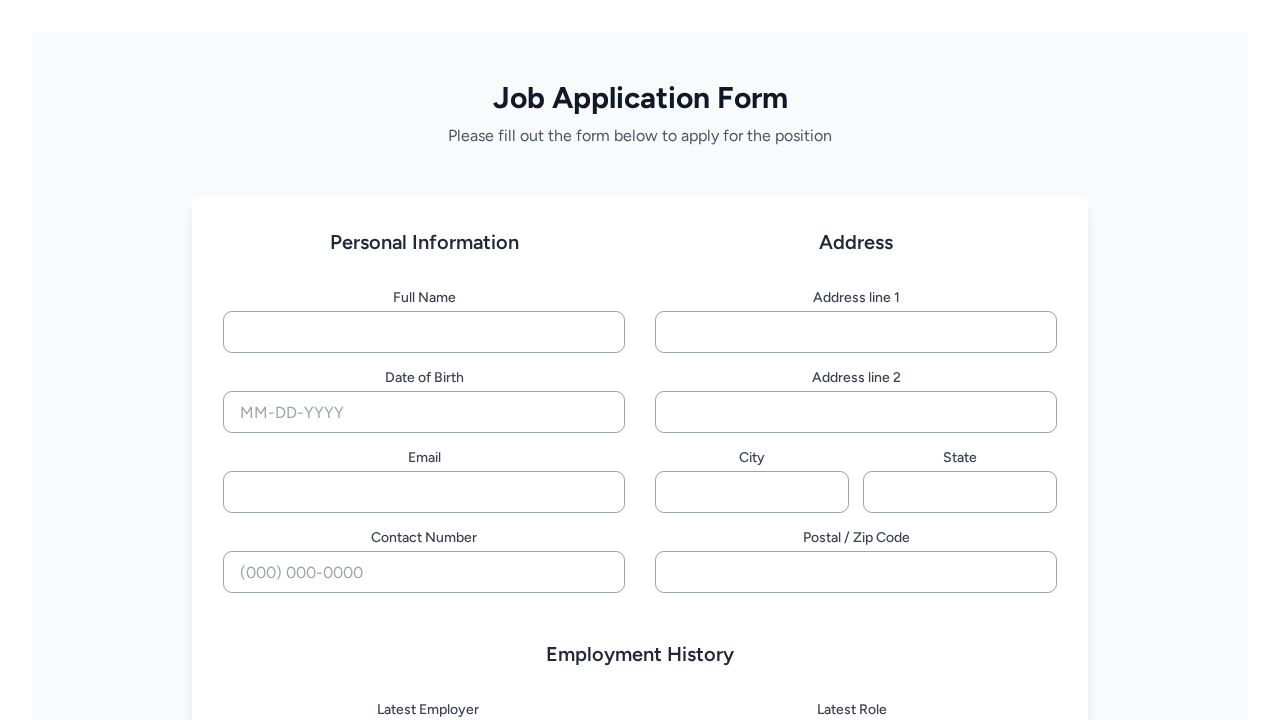 Job Application Form
Please fill out the form below to apply for the position
Personal Information
Full Name
Date of Birth
MM-DD-YYYY
Email
Contact Number
(000) 000-0000
Address
Address line 1
Address line 2
City
State
Postal / Zip Code
Employment History
Latest Employer
Latest Role